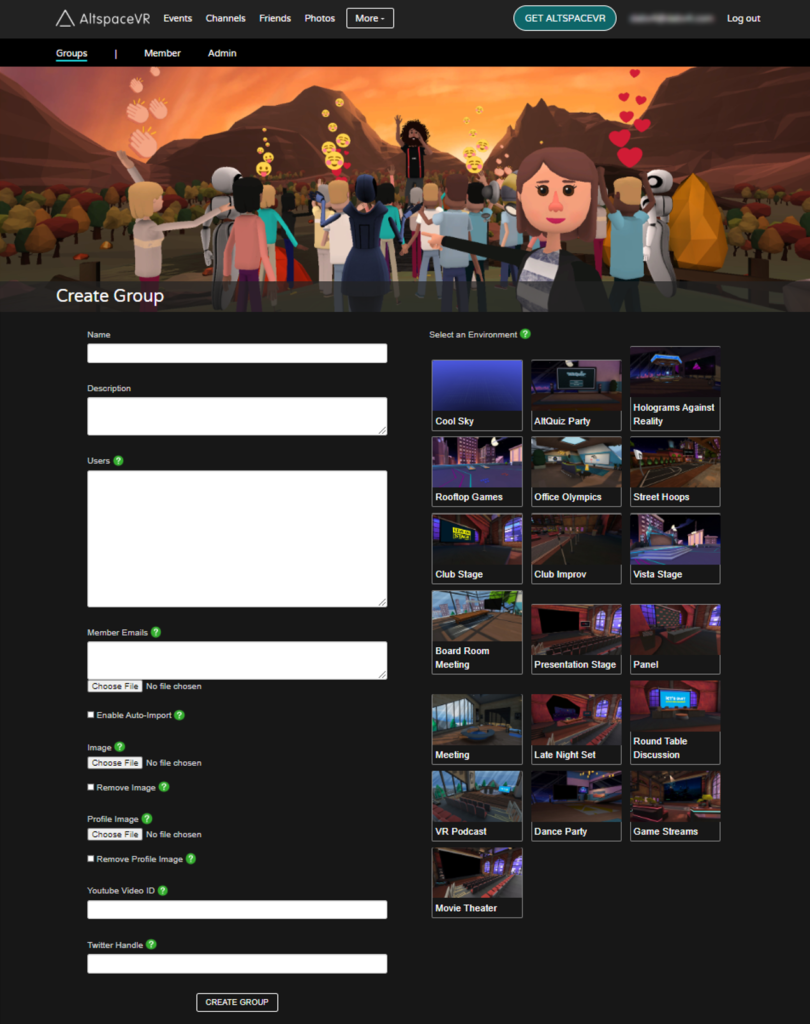 AltspaceVR Events Channels Friends Photos More - GET ALTSPACEVR Log out
Groups | Member Admin
Create Group
Name
Description
Users ?
Member Emails ?
Choose File No file chosen
Enable Auto-Import ?
Image ?
Choose File No file chosen
Remove Image ?
Profile Image ?
Choose File No file chosen
Remove Profile Image ?
Youtube Video ID ?
Twitter Handle ?
CREATE GROUP
Select an Environment ?
Cool Sky
AltQuiz Party
Holograms Against
Reality
Rooftop Games
Office Olympics
Street Hoops
Club Stage
Club Improv
Vista Stage
Board Room
Meeting
Presentation Stage
Panel
Meeting
Late Night Set
Round Table
Discussion
VR Podcast
Dance Party
Game Streams
Movie Theater